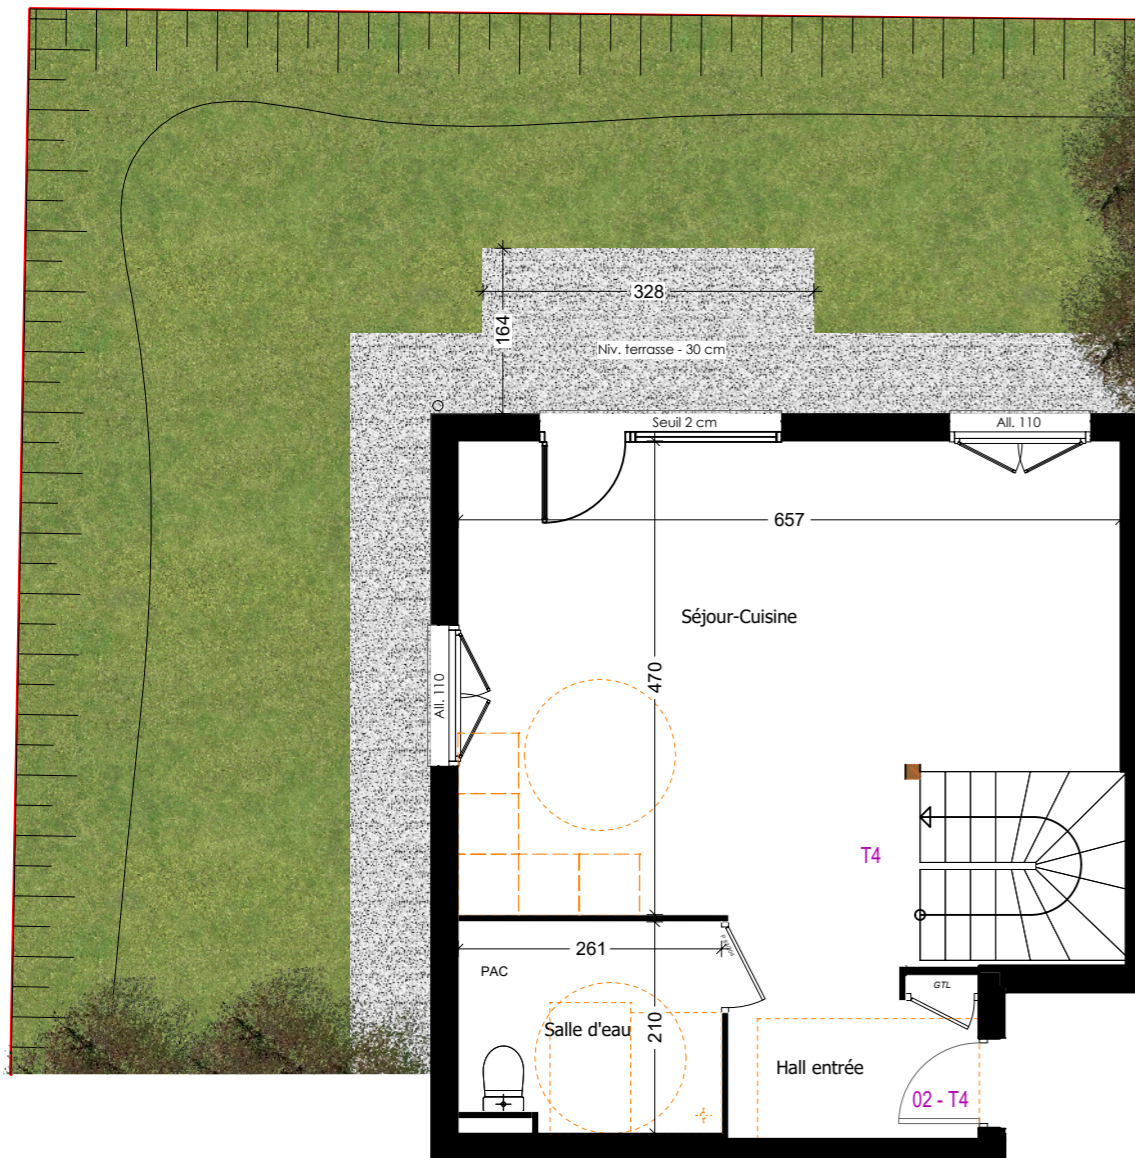 328
164
Niv. terrasse - 30 cm
Seuil 2 cm
All. 110
657
Séjour-Cuisine
All. 110
470
T4
261
PAC
GTL
Salle d'eau
210
Hall entrée
02 - T4